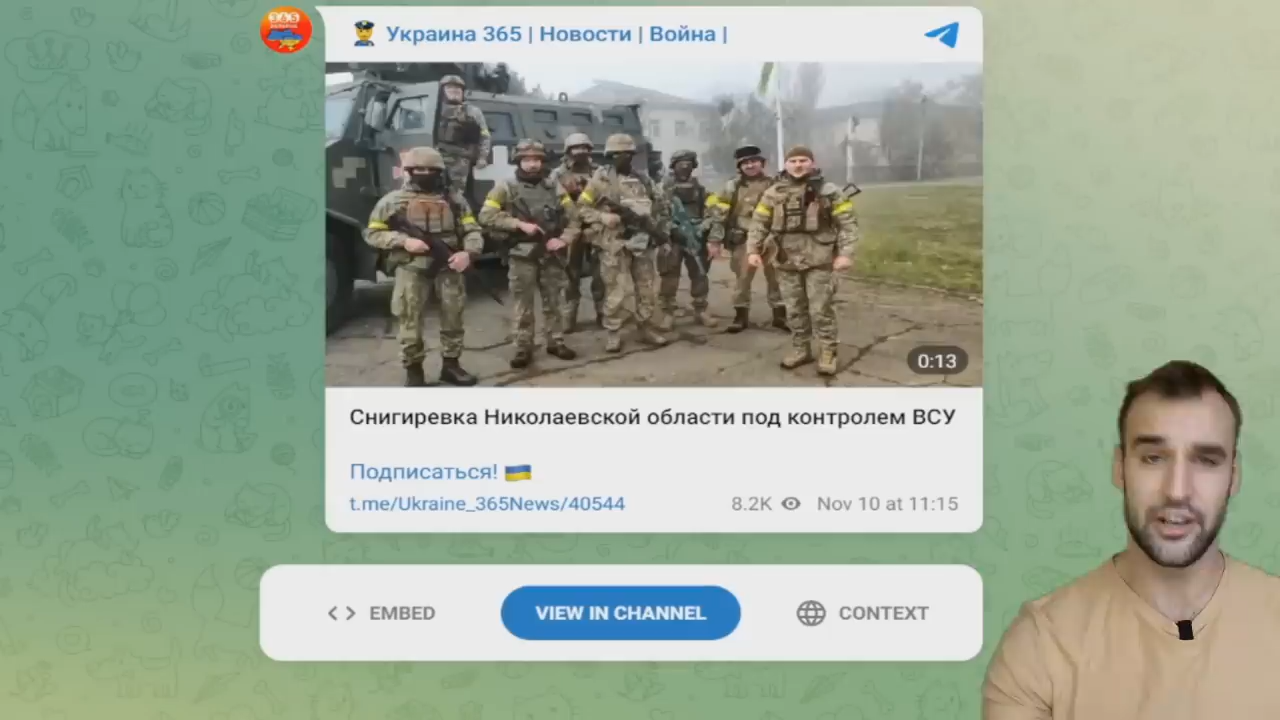 365
Украина 365 | Новости | Война |
0:13
Снигиревка Николаевской области под контролем ВСУ
Подписаться!
t.me/Ukraine_365News/40544
8.2K Nov 10 at 11:15
EMBED
VIEW IN CHANNEL
CONTEXT